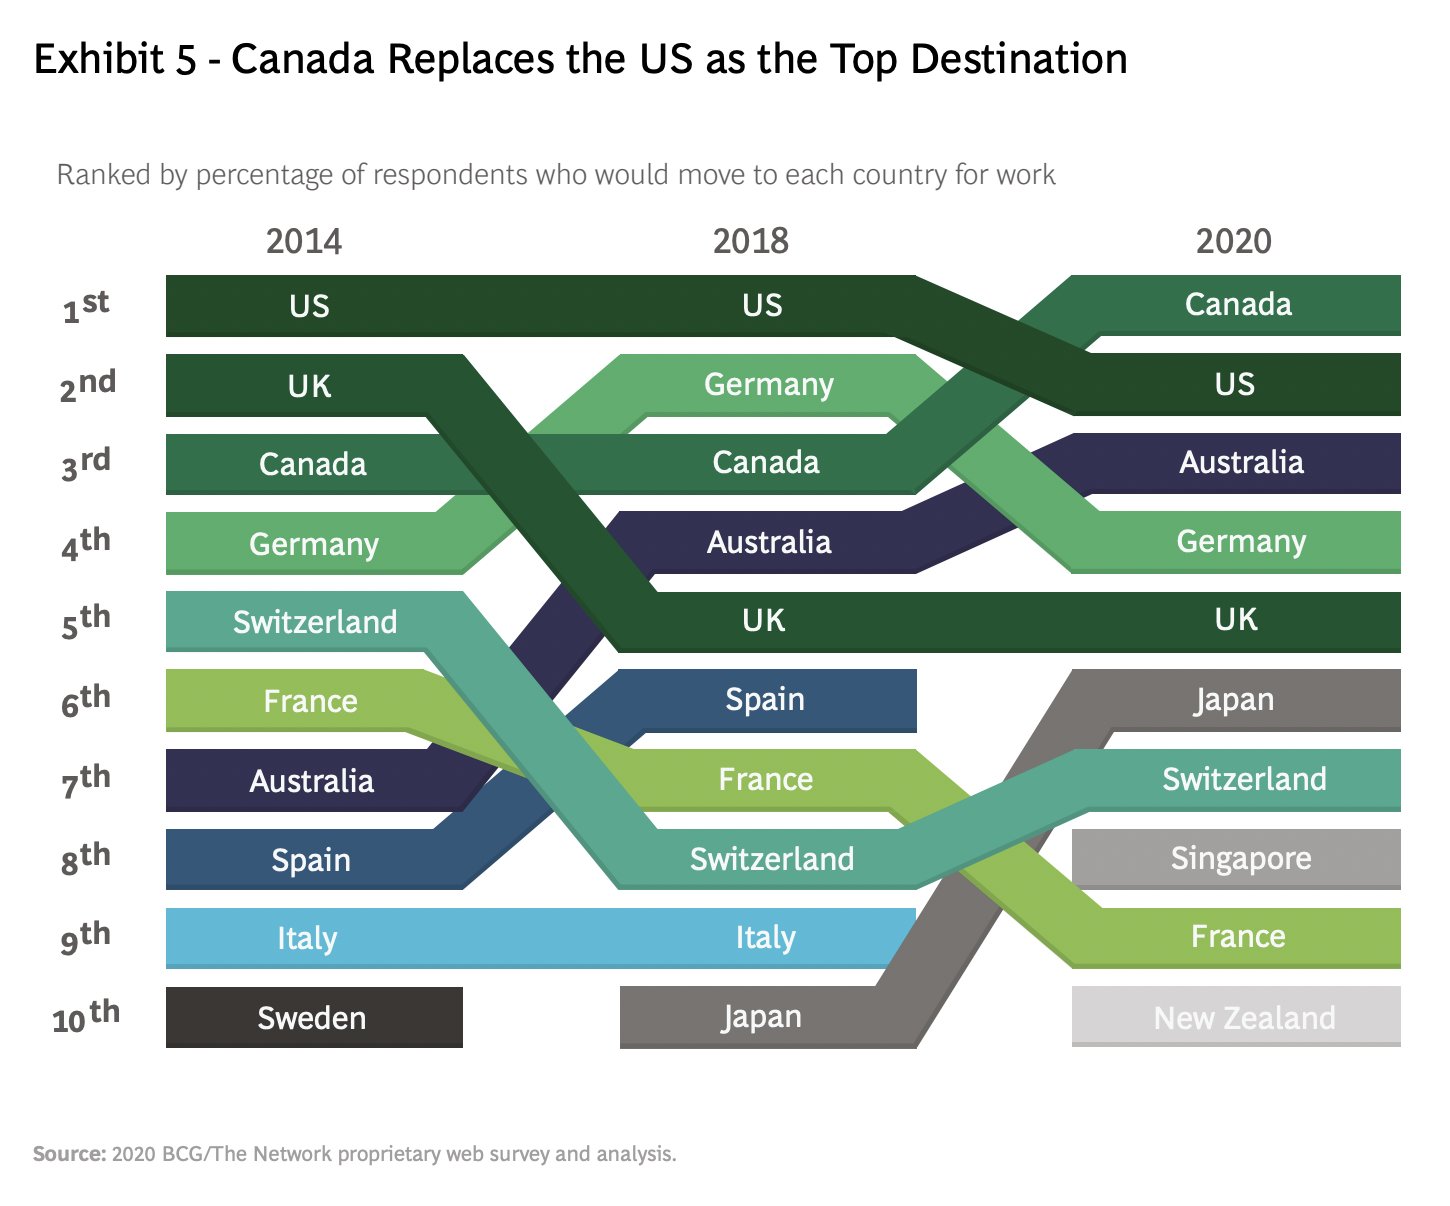 Exhibit 5 - Canada Replaces the US as the Top Destination
Ranked by percentage of respondents who would move to each country for work
2014 2018 2020
1st US US Canada
2nd UK Germany US
3rd Canada Canada Australia
4th Germany Australia Germany
5th Switzerland UK UK
6th France Spain Japan
7th Australia France Switzerland
8th Spain Switzerland Singapore
9th Italy Italy France
10th Sweden Japan New Zealand
Source: 2020 BCG/The Network proprietary web survey and analysis.